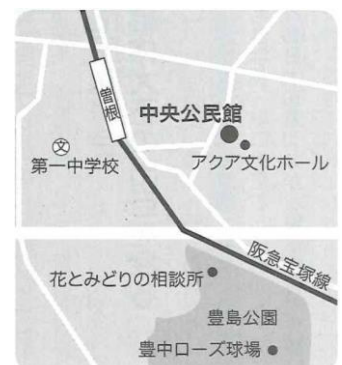 曽根
中央公民館
文
第一中学校
アクア文化ホール
阪急宝塚線
花とみどりの相談所
豊島公園
豊中ローズ球場